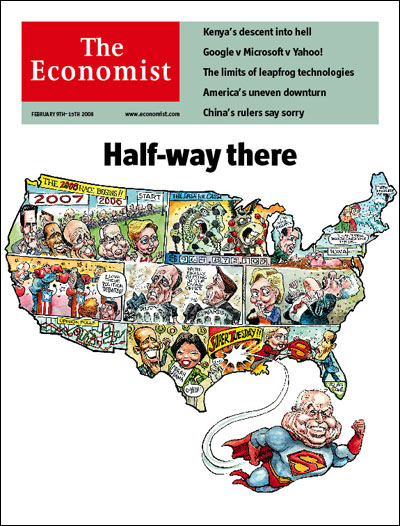 The
Economist
FEBRUARY 9TH-15TH 2008
www.economist.com
Kenya's descent into hell
Google v Microsoft v Yahoo!
The limits of leapfrog technologies
America's uneven downturn
China's rulers say sorry
Half-way there
THE 2008 RACE BEGINS!!
2007
2006
START
IOWA
SUPER TUESDAY!!
S